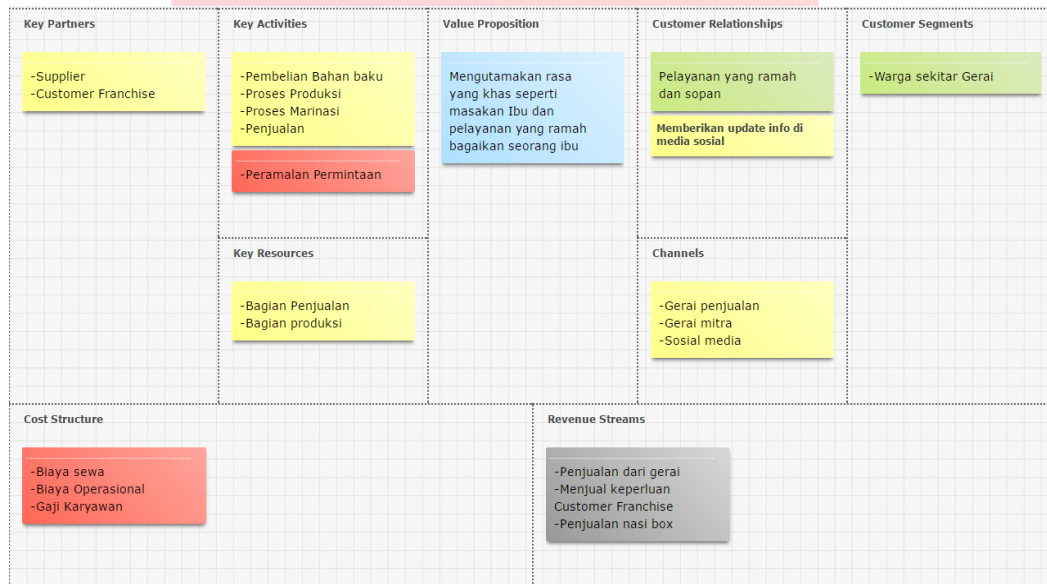 Key Partners
-Supplier
-Customer Franchise
Key Activities
-Pembelian Bahan baku
-Proses Produksi
-Proses Marinasi
-Penjualan
-Peramalan Permintaan
Key Resources
-Bagian Penjualan
-Bagian produksi
Value Proposition
Mengutamakan rasa
yang khas seperti
masakan Ibu dan
pelayanan yang ramah
bagaikan seorang ibu
Customer Relationships
Pelayanan yang ramah
dan sopan
Memberikan update info di
media sosial
Channels
-Gerai penjualan
-Gerai mitra
-Sosial media
Customer Segments
-Warga sekitar Gerai
Cost Structure
-Biaya sewa
-Biaya Operasional
-Gaji Karyawan
Revenue Streams
-Penjualan dari gerai
-Menjual keperluan
Customer Franchise
-Penjualan nasi box